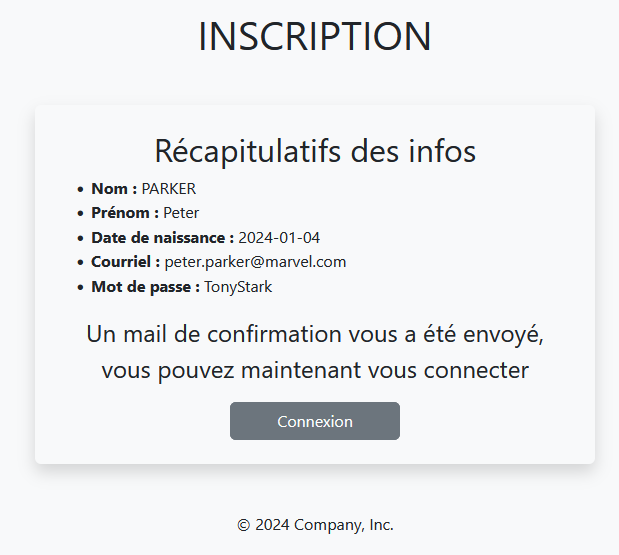 INSCRIPTION
Récapitulatifs des infos
• Nom : PARKER
• Prénom : Peter
• Date de naissance : 2024-01-04
• Courriel : peter.parker@marvel.com
• Mot de passe : TonyStark
Un mail de confirmation vous a été envoyé,
vous pouvez maintenant vous connecter
Connexion
© 2024 Company, Inc.